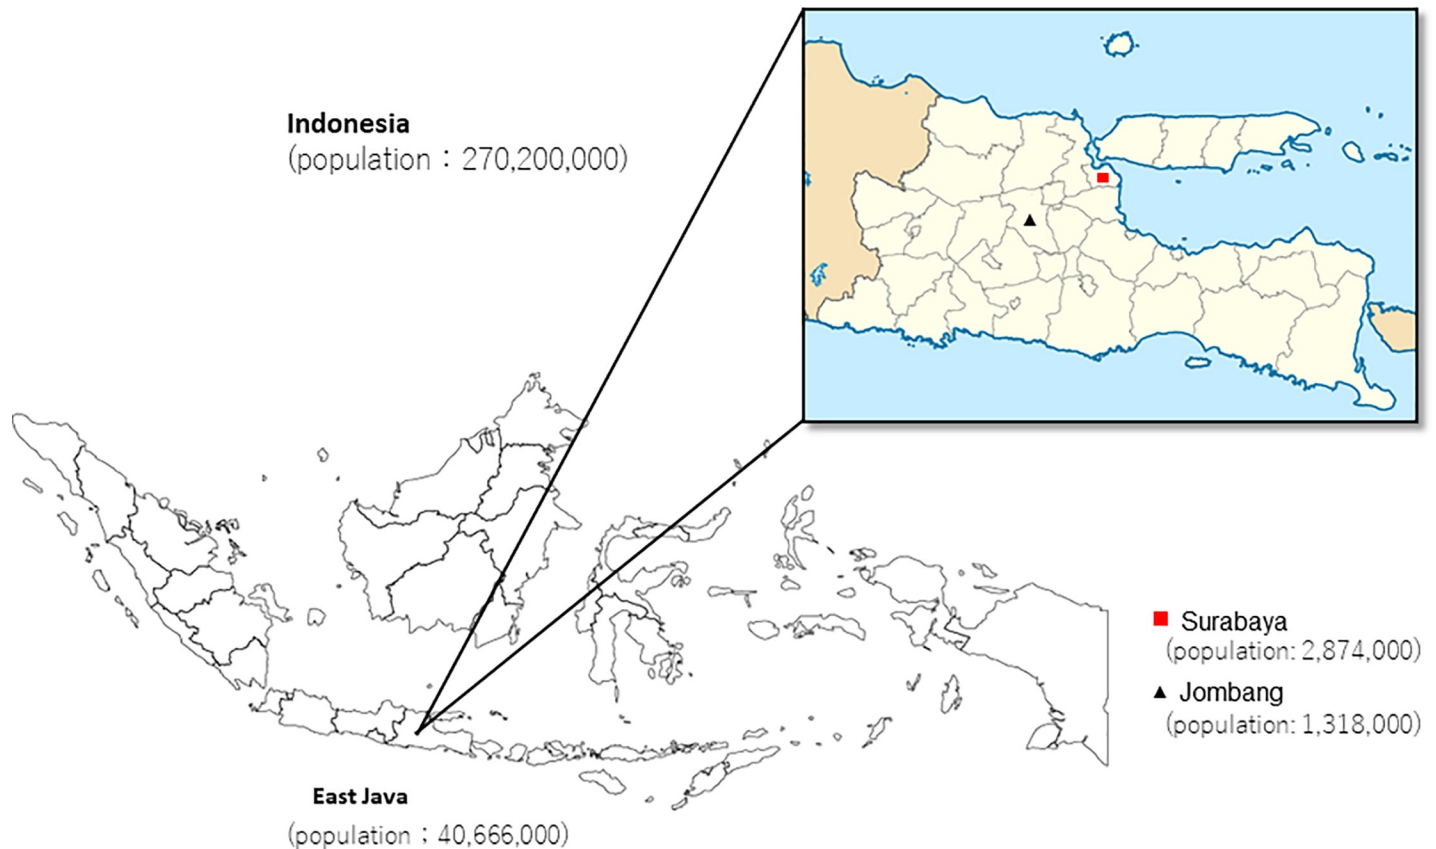 Indonesia
(population：270,200,000)
Surabaya
(population: 2,874,000)
Jombang
(population: 1,318,000)
East Java
(population；40,666,000)